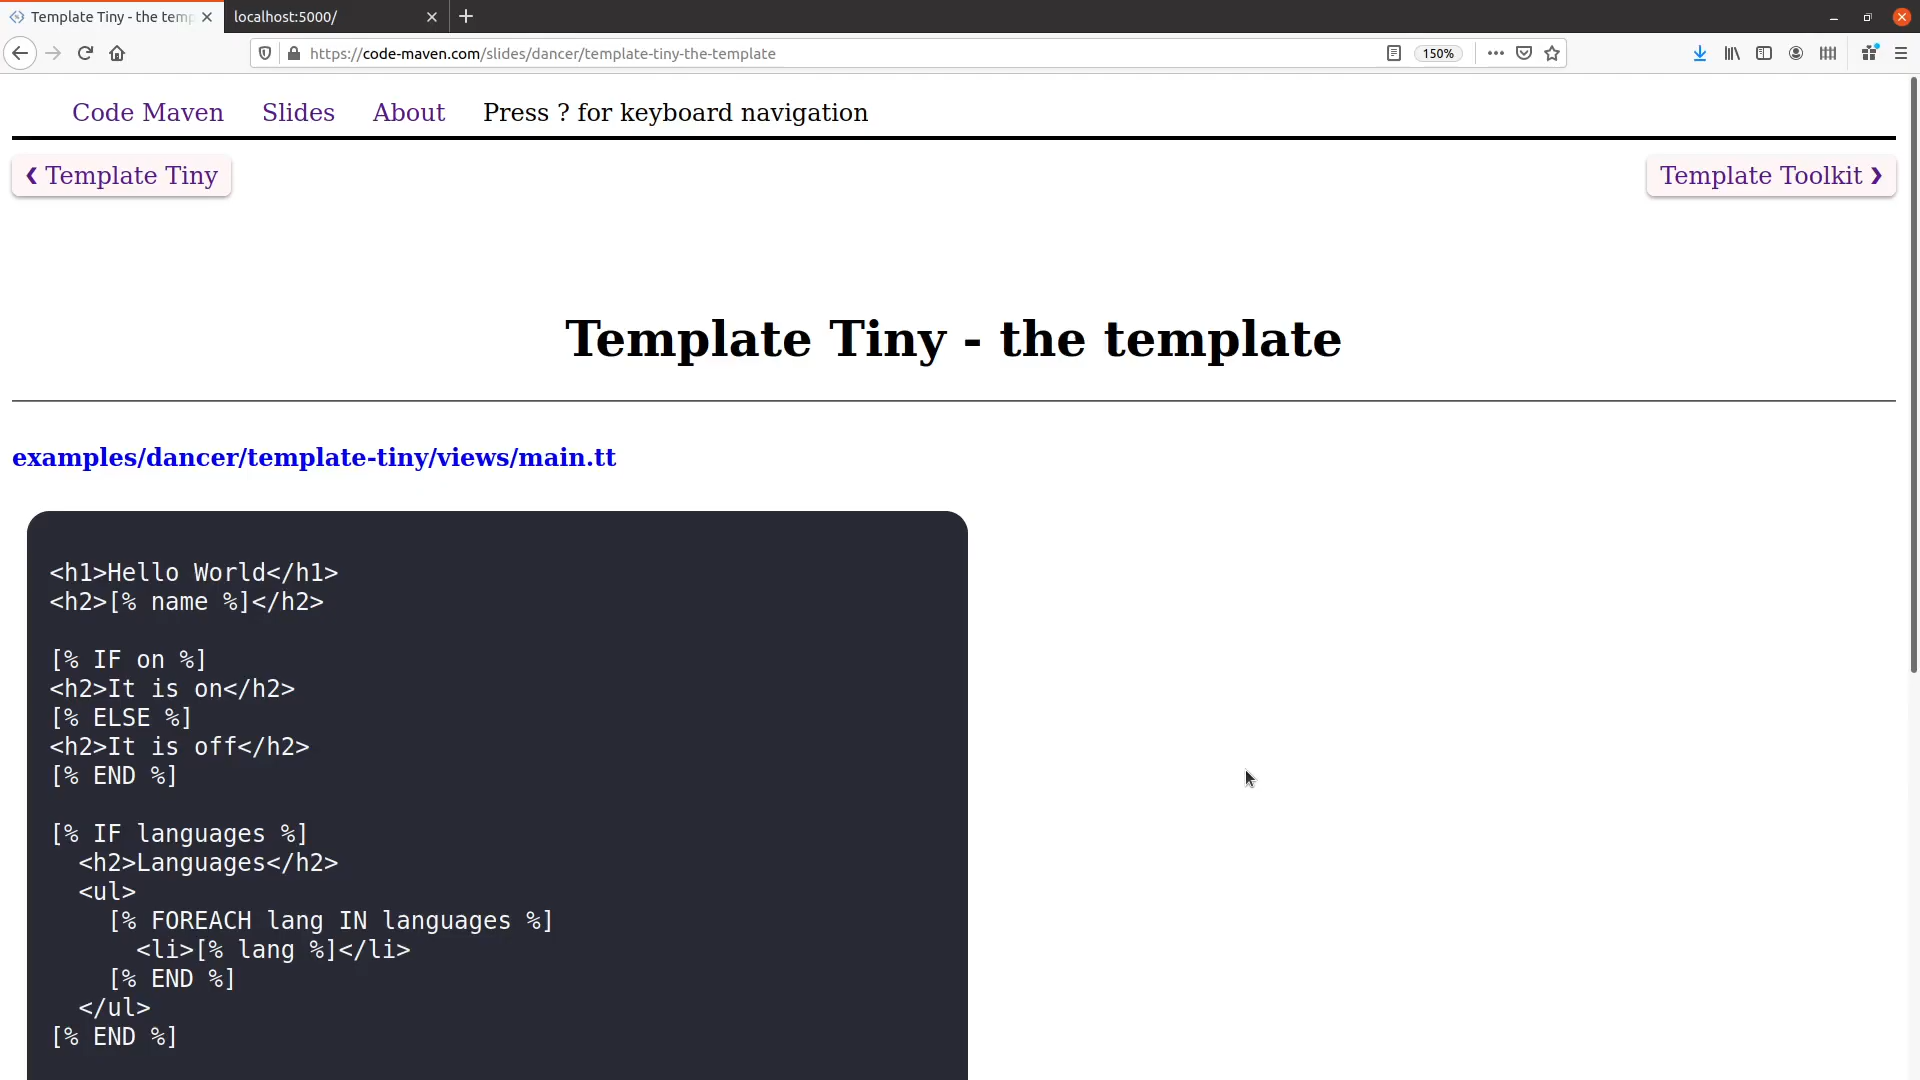 Template Tiny - the temp
localhost:5000/
https://code-maven.com/slides/dancer/template-tiny-the-template
150%
Code Maven Slides About Press ? for keyboard navigation
❮ Template Tiny
Template Toolkit ❯
Template Tiny - the template
examples/dancer/template-tiny/views/main.tt
<h1>Hello World</h1>
<h2>[% name %]</h2>
[% IF on %]
<h2>It is on</h2>
[% ELSE %]
<h2>It is off</h2>
[% END %]
[% IF languages %]
  <h2>Languages</h2>
  <ul>
    [% FOREACH lang IN languages %]
      <li>[% lang %]</li>
    [% END %]
  </ul>
[% END %]